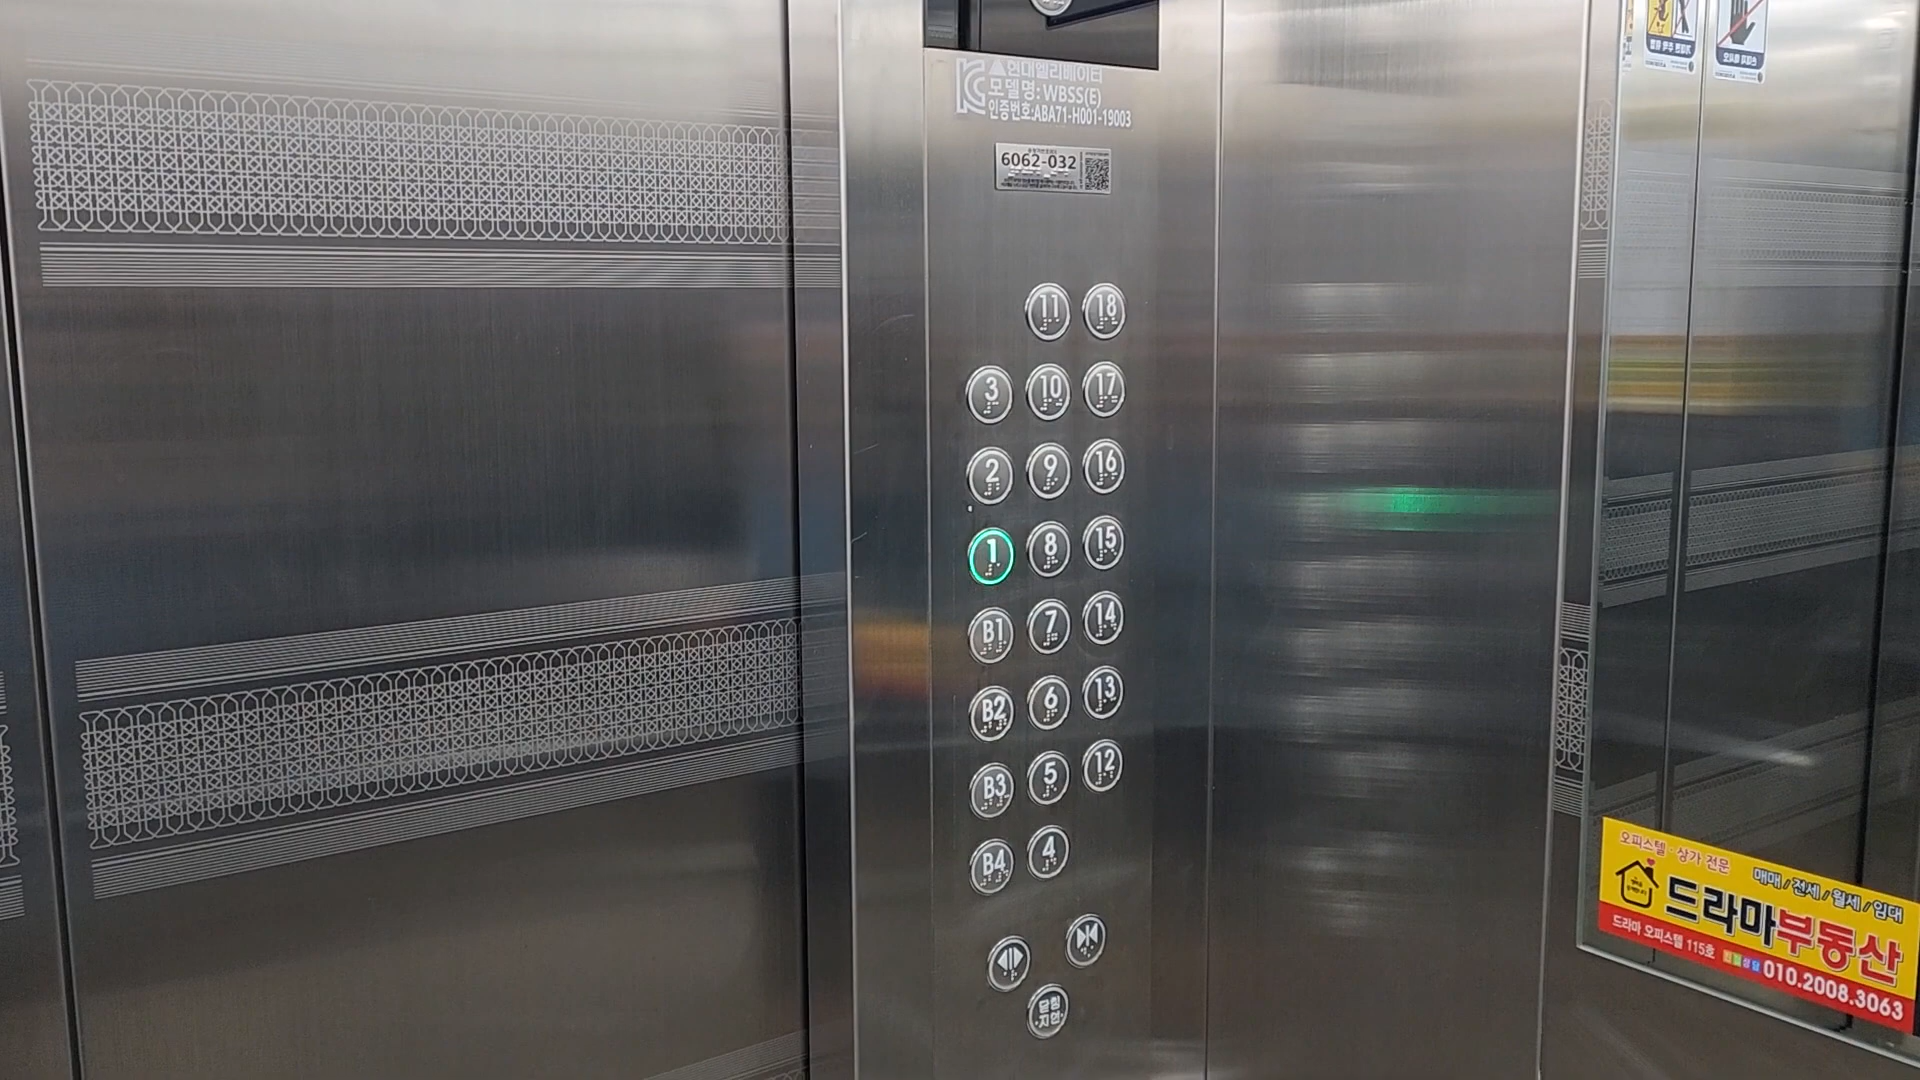 현대엘리베이터
모델명: WBSS(E)
인증번호:ABA71-H001-19003
6062-032
11 18
3 10 17
2 9 16
1 8 15
B1 7 14
B2 6 13
B3 5 12
B4 4
닫힘
지연
오피스텔·상가 전문
매매/전세/월세/임대
드라마부동산
드라마 오피스텔 115호 친절상담 010.2008.3063